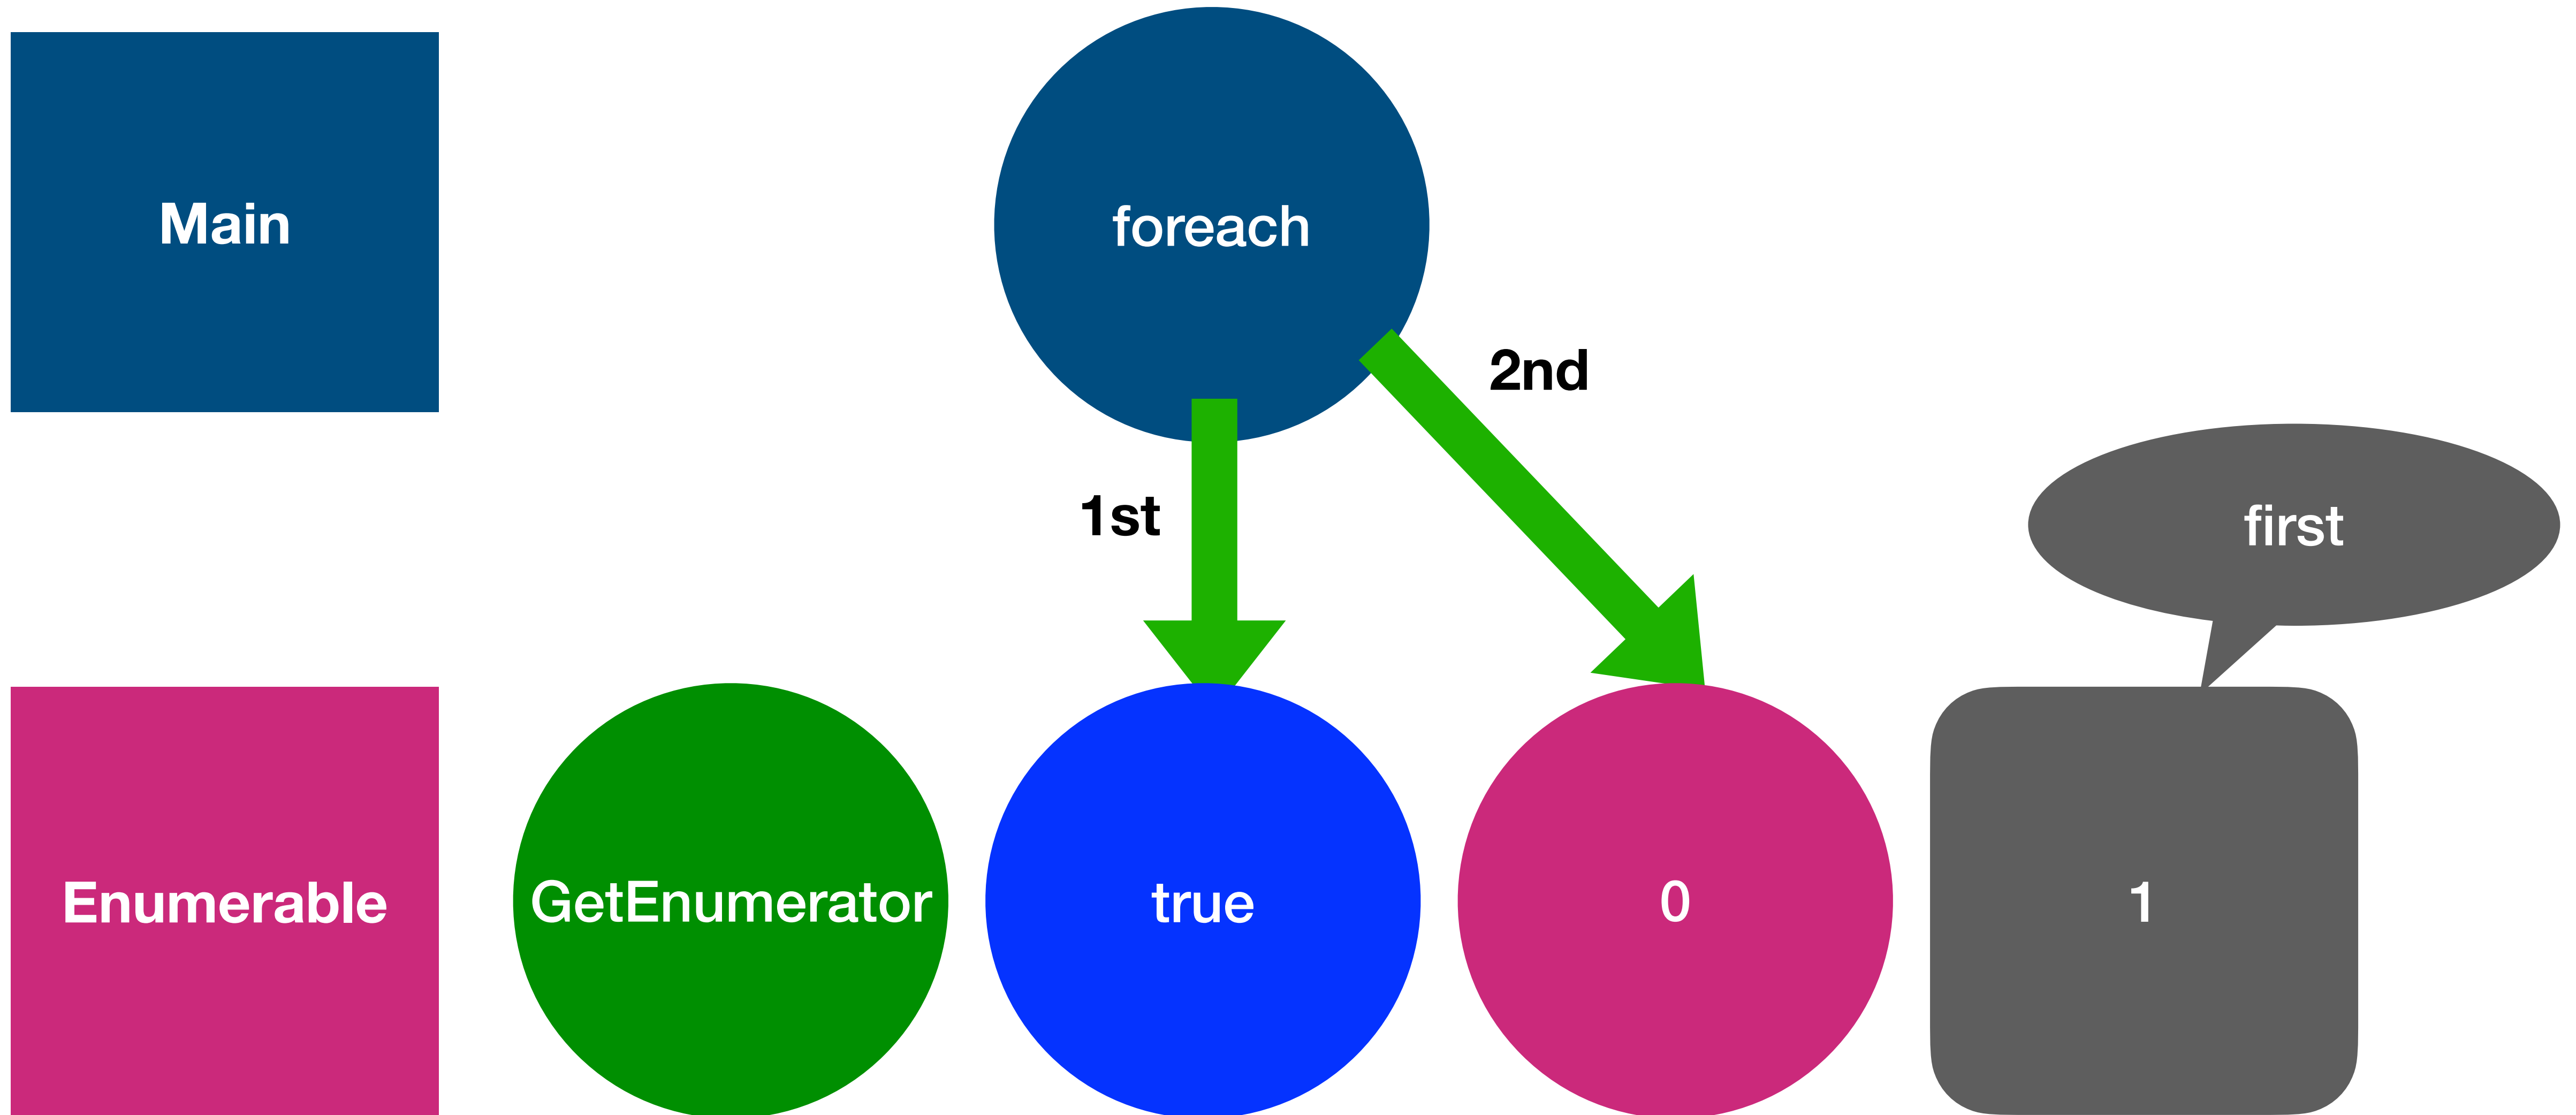 Main
foreach
2nd
1st
first
Enumerable
GetEnumerator
true
0
1